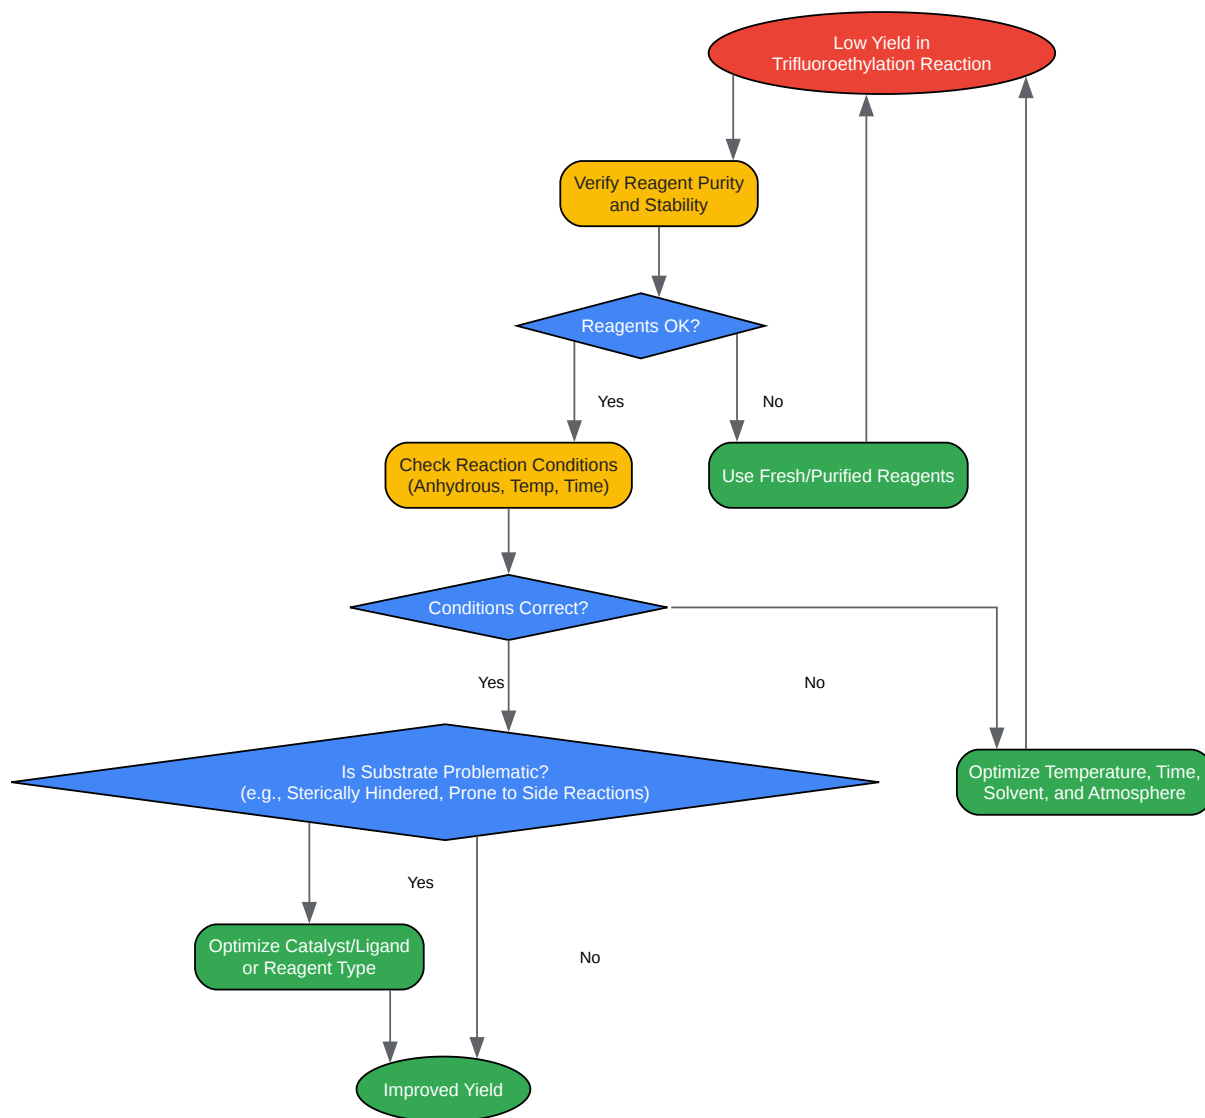 Low Yield in
Trifluoroethylation Reaction
Verify Reagent Purity
and Stability
Reagents OK?
Yes
No
Check Reaction Conditions
(Anhydrous, Temp, Time)
Use Fresh/Purified Reagents
Conditions Correct?
Yes
No
Is Substrate Problematic?
(e.g., Sterically Hindered, Prone to Side Reactions)
Optimize Temperature, Time,
Solvent, and Atmosphere
Yes
Optimize Catalyst/Ligand
or Reagent Type
No
Improved Yield